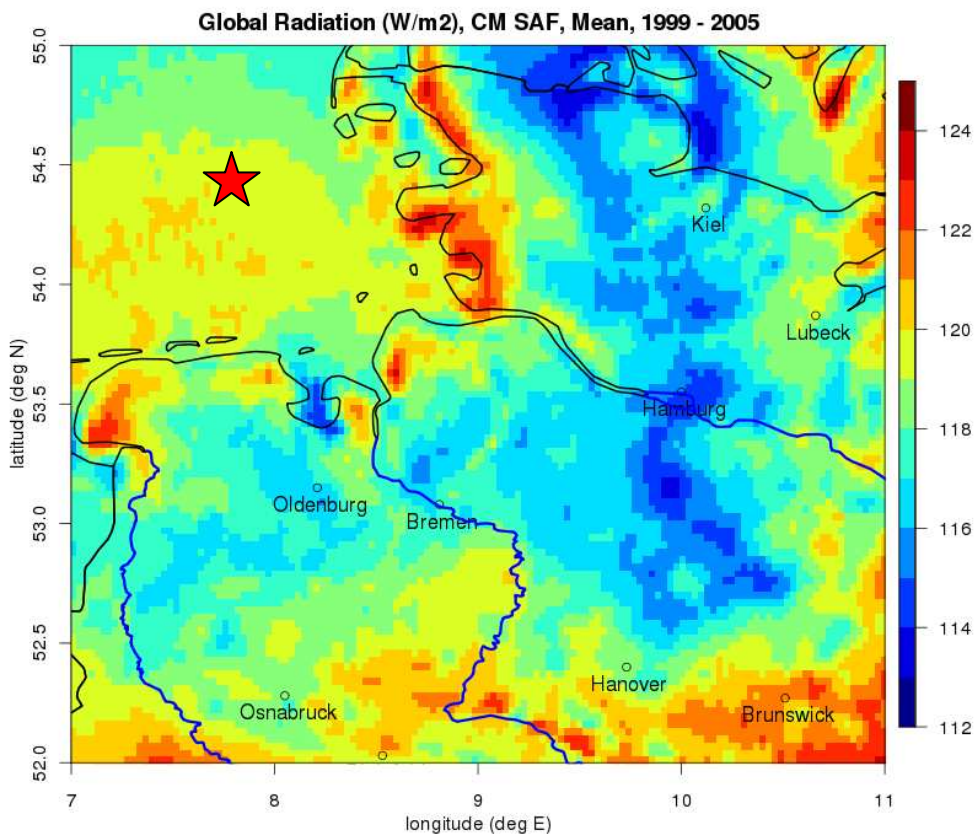 Global Radiation (W/m2), CM SAF, Mean, 1999 - 2005
55.0
54.5
54.0
53.5
53.0
52.5
52.0
latitude (deg N)
Kiel
Lubeck
Hamburg
Oldenburg
Bremen
Hanover
Osnabruck
Brunswick
124
122
120
118
116
114
112
7 8 9 10 11
longitude (deg E)